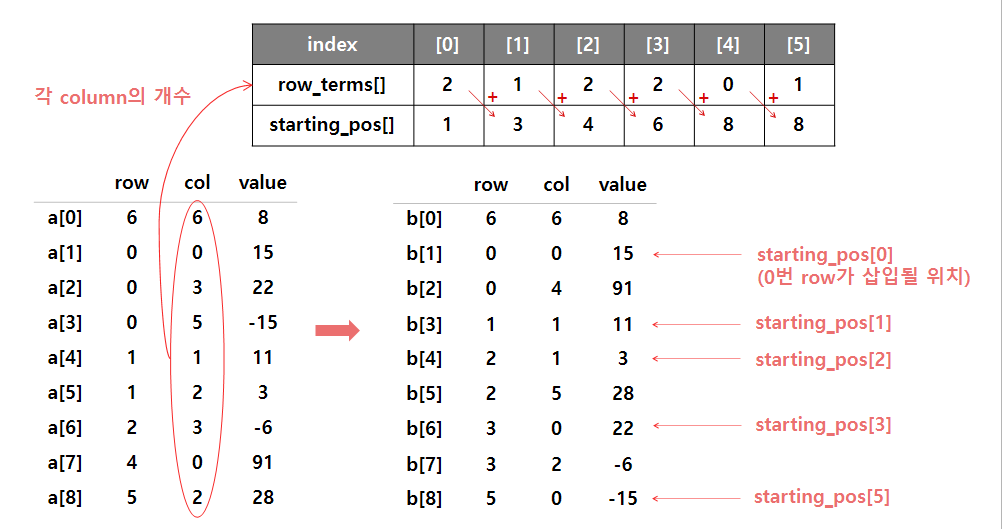 index [0] [1] [2] [3] [4] [5]
각 column의 개수
row_terms[] 2 1 2 2 0 1
+ + + + +
starting_pos[] 1 3 4 6 8 8
row col value
a[0] 6 6 8
a[1] 0 0 15
a[2] 0 3 22
a[3] 0 5 -15
a[4] 1 1 11
a[5] 1 2 3
a[6] 2 3 -6
a[7] 4 0 91
a[8] 5 2 28
row col value
b[0] 6 6 8
b[1] 0 0 15
b[2] 0 4 91
b[3] 1 1 11
b[4] 2 1 3
b[5] 2 5 28
b[6] 3 0 22
b[7] 3 2 -6
b[8] 5 0 -15
starting_pos[0]
(0번 row가 삽입될 위치)
starting_pos[1]
starting_pos[2]
starting_pos[3]
starting_pos[5]